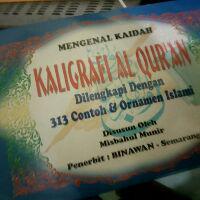 MENGENAL KAIDAH
KALIGRAFI AL QUR'AN
Dilengkapi Dengan
313 Contoh & Ornamen Islami
Disusun Oleh
Misbahul Munir
Penerbit : BINAWAN - Semarang